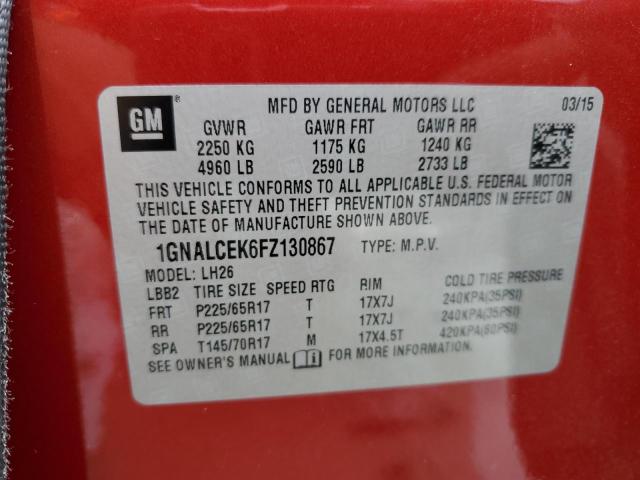 GM ®
MFD BY GENERAL MOTORS LLC 03/15
GVWR GAWR FRT GAWR RR
2250 KG 1175 KG 1240 KG
4960 LB 2590 LB 2733 LB
THIS VEHICLE CONFORMS TO ALL APPLICABLE U.S. FEDERAL MOTOR
VEHICLE SAFETY AND THEFT PREVENTION STANDARDS IN EFFECT ON
THE DATE OF MANUFACTURE SHOWN ABOVE.
1GNALCEK6FZ130867 TYPE: M.P.V.
MODEL: LH26
LBB2 TIRE SIZE SPEED RTG RIM COLD TIRE PRESSURE
FRT P225/65R17 T 17X7J 240KPA(35PSI)
RR P225/65R17 T 17X7J 240KPA(35PSI)
SPA T145/70R17 M 17X4.5T 420KPA(60PSI)
SEE OWNER'S MANUAL FOR MORE INFORMATION.